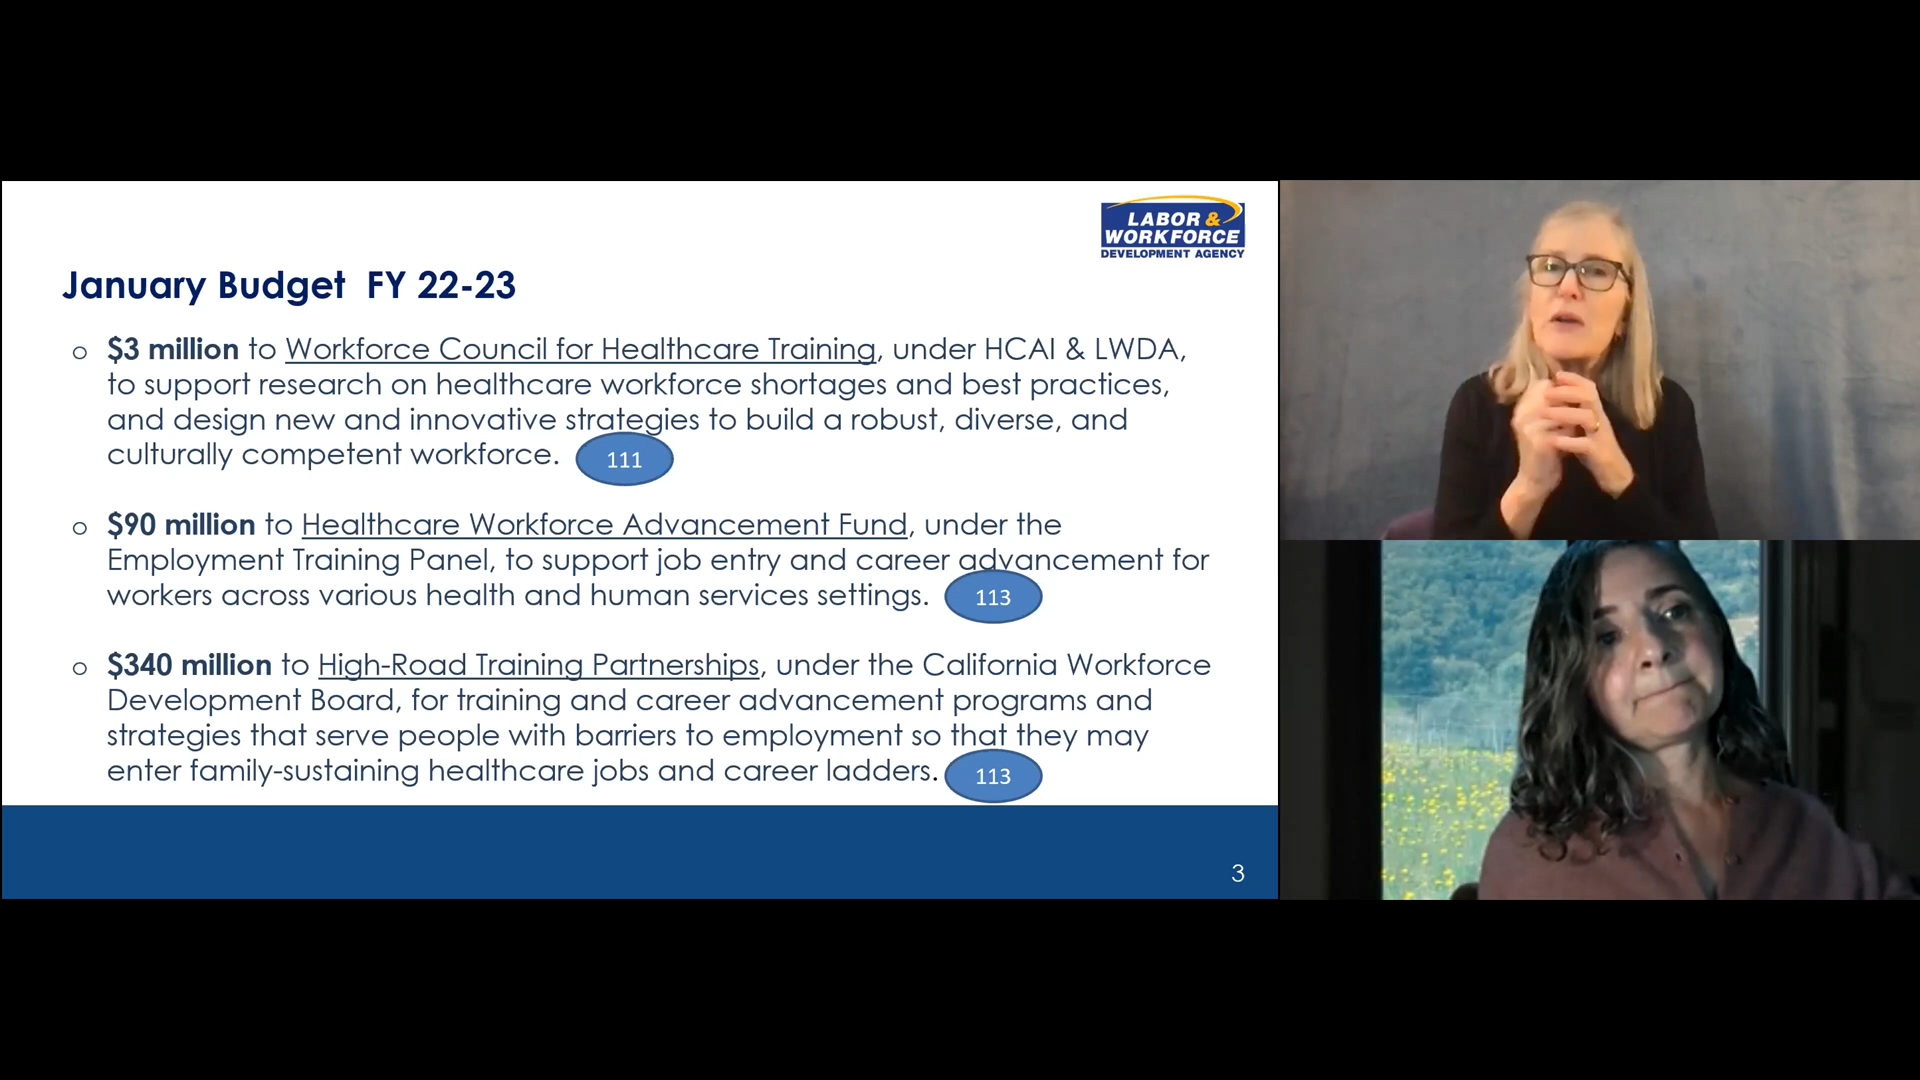 LABOR &
WORKFORCE
DEVELOPMENT AGENCY
January Budget FY 22-23
o $3 million to Workforce Council for Healthcare Training, under HCAI & LWDA,
to support research on healthcare workforce shortages and best practices,
and design new and innovative strategies to build a robust, diverse, and
culturally competent workforce. 111
o $90 million to Healthcare Workforce Advancement Fund, under the
Employment Training Panel, to support job entry and career advancement for
workers across various health and human services settings. 113
o $340 million to High-Road Training Partnerships, under the California Workforce
Development Board, for training and career advancement programs and
strategies that serve people with barriers to employment so that they may
enter family-sustaining healthcare jobs and career ladders. 113
3